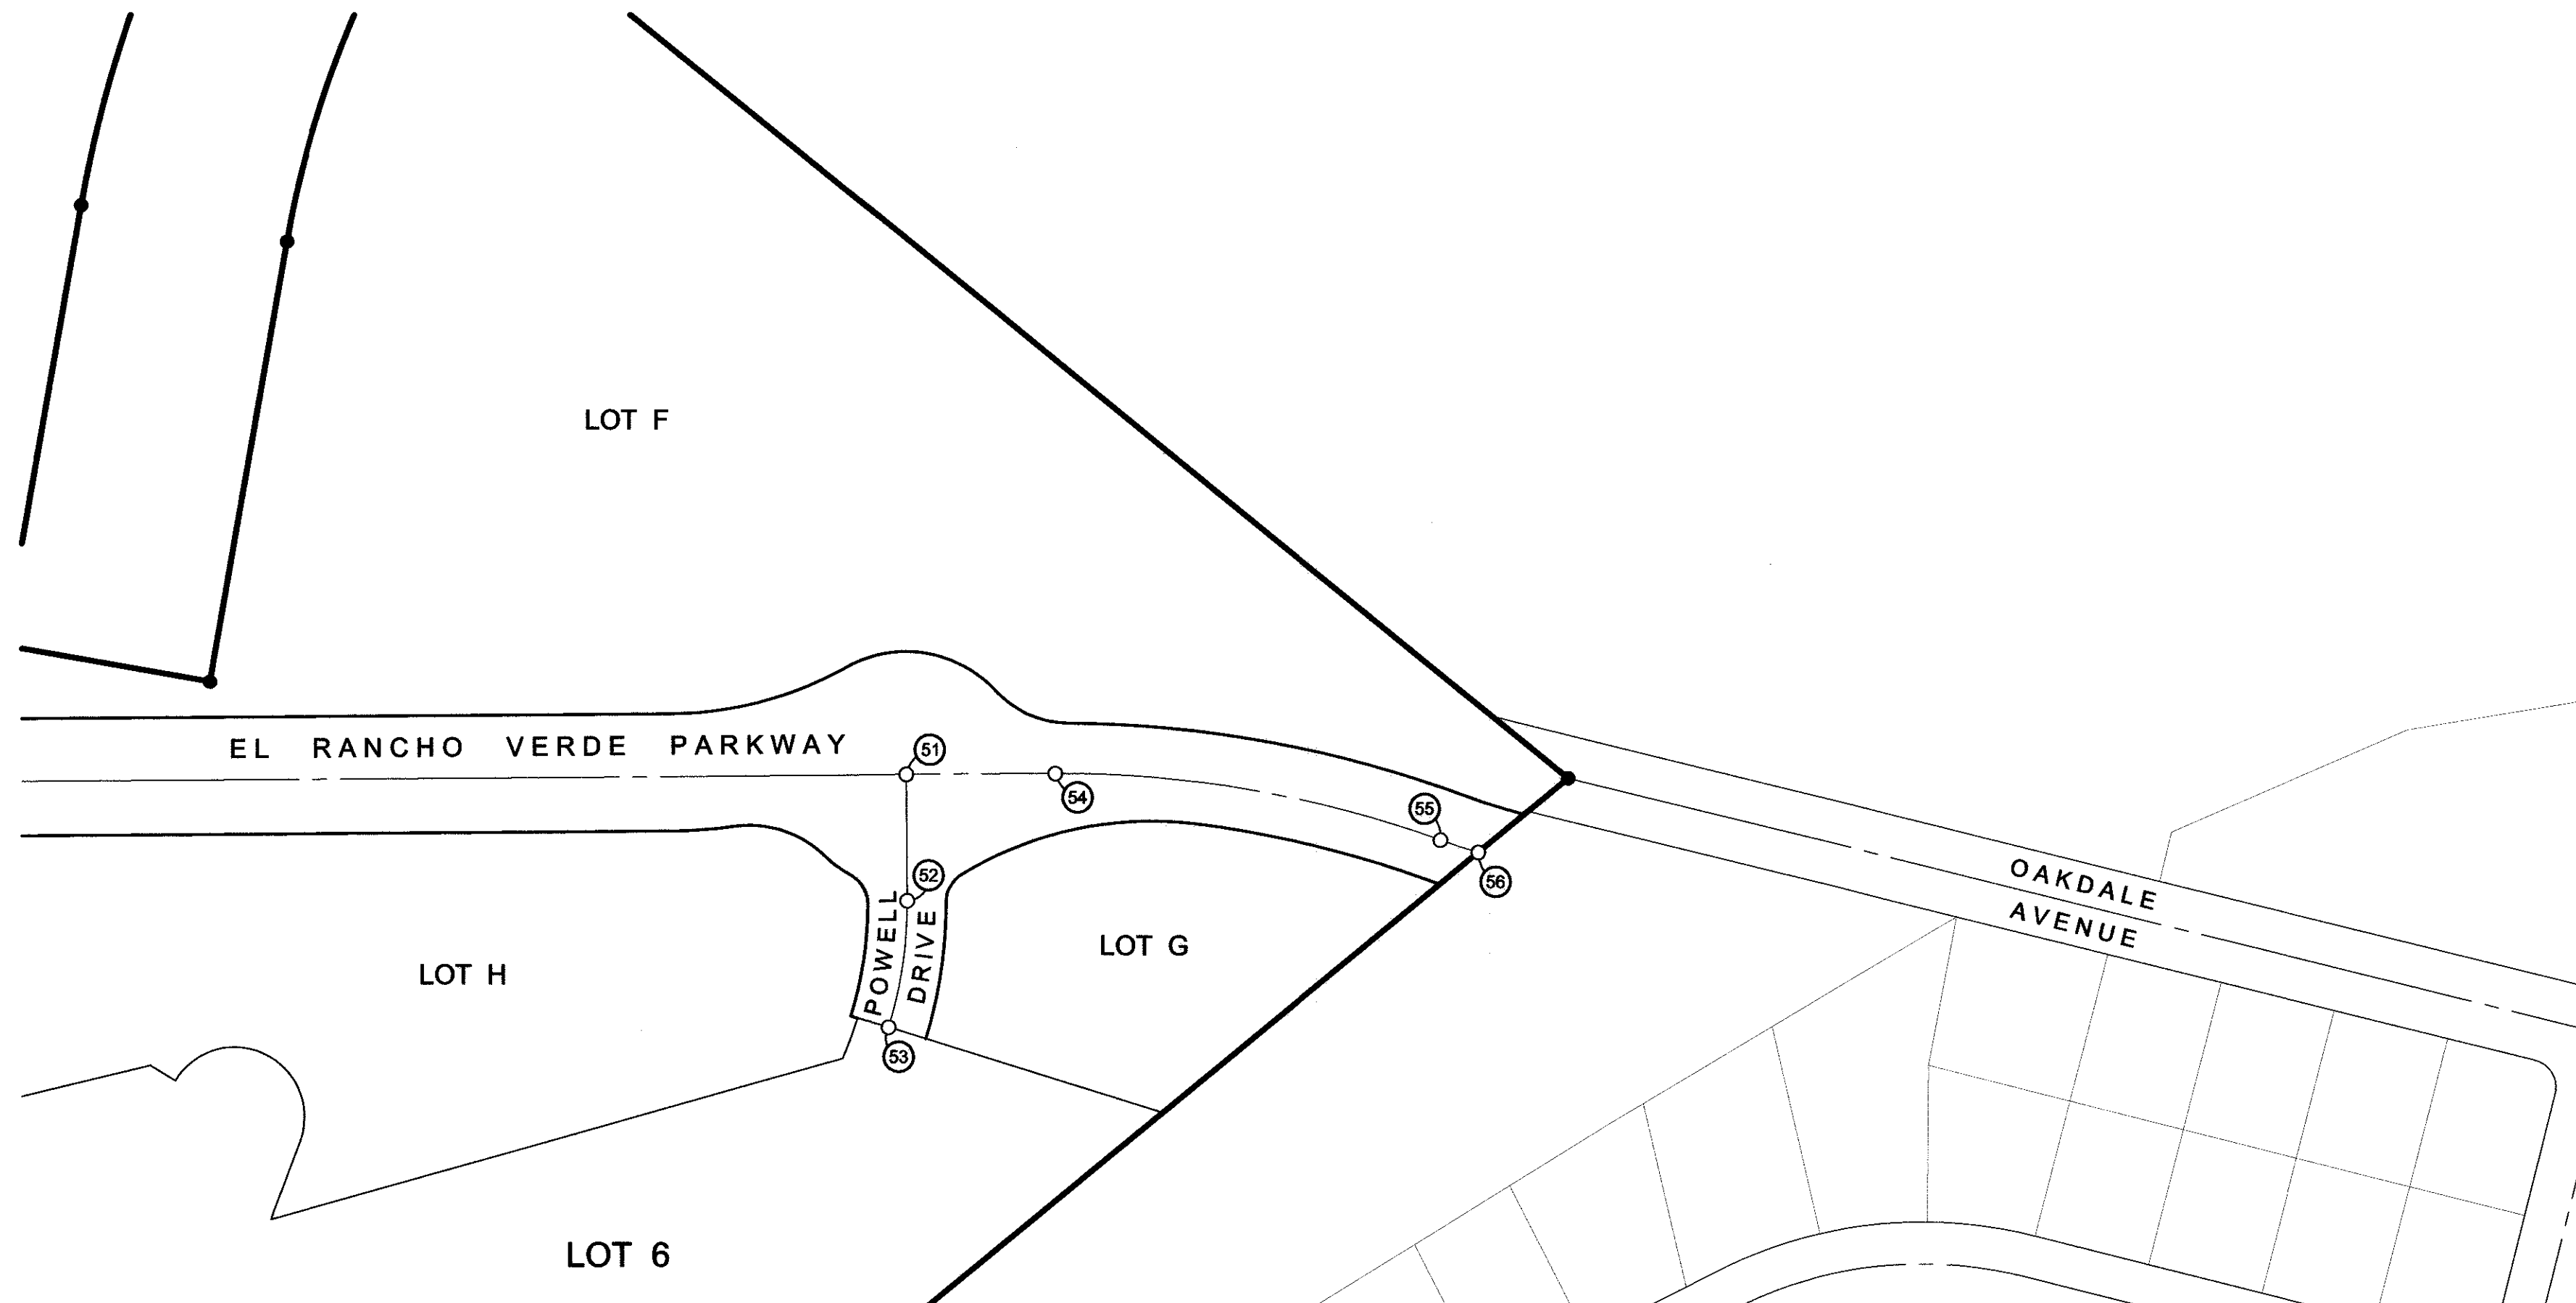 LOT F
EL RANCHO VERDE PARKWAY
51
54
55
52
56
OAKDALE
AVENUE
POWELL
DRIVE
LOT G
LOT H
53
LOT 6